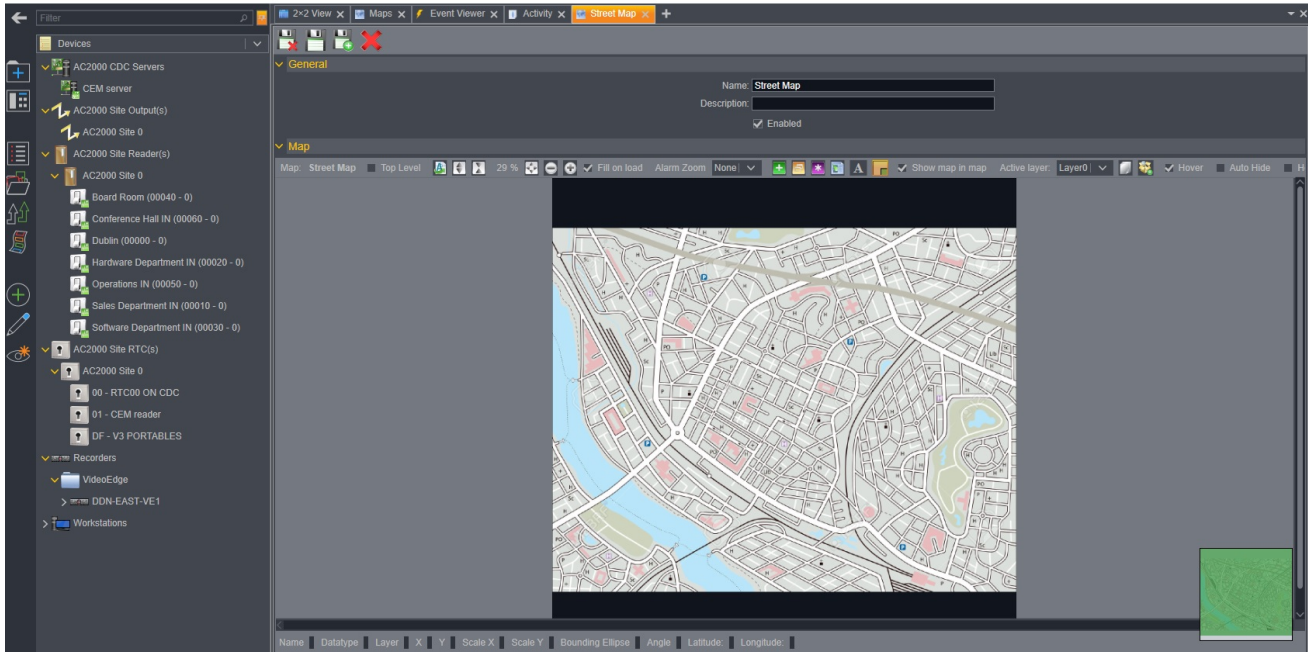 Filter
2×2 View
Maps
Event Viewer
Activity
Street Map
Devices
AC2000 CDC Servers
CEM server
AC2000 Site Output(s)
AC2000 Site 0
AC2000 Site Reader(s)
AC2000 Site 0
Board Room (00040 - 0)
Conference Hall IN (00060 - 0)
Dublin (00000 - 0)
Hardware Department IN (00020 - 0)
Operations IN (00050 - 0)
Sales Department IN (00010 - 0)
Software Department IN (00030 - 0)
AC2000 Site RTC(s)
AC2000 Site 0
00 - RTC00 ON CDC
01 - CEM reader
DF - V3 PORTABLES
Recorders
VideoEdge
DDN-EAST-VE1
Workstations
General
Name: Street Map
Description:
Enabled
Map
Map: Street Map Top Level 29 % Fill on load Alarm Zoom None A Show map in map Active layer: Layer0 Hover Auto Hide H
Name Datatype Layer X Y Scale X Scale Y Bounding Ellipse Angle Latitude: Longitude: